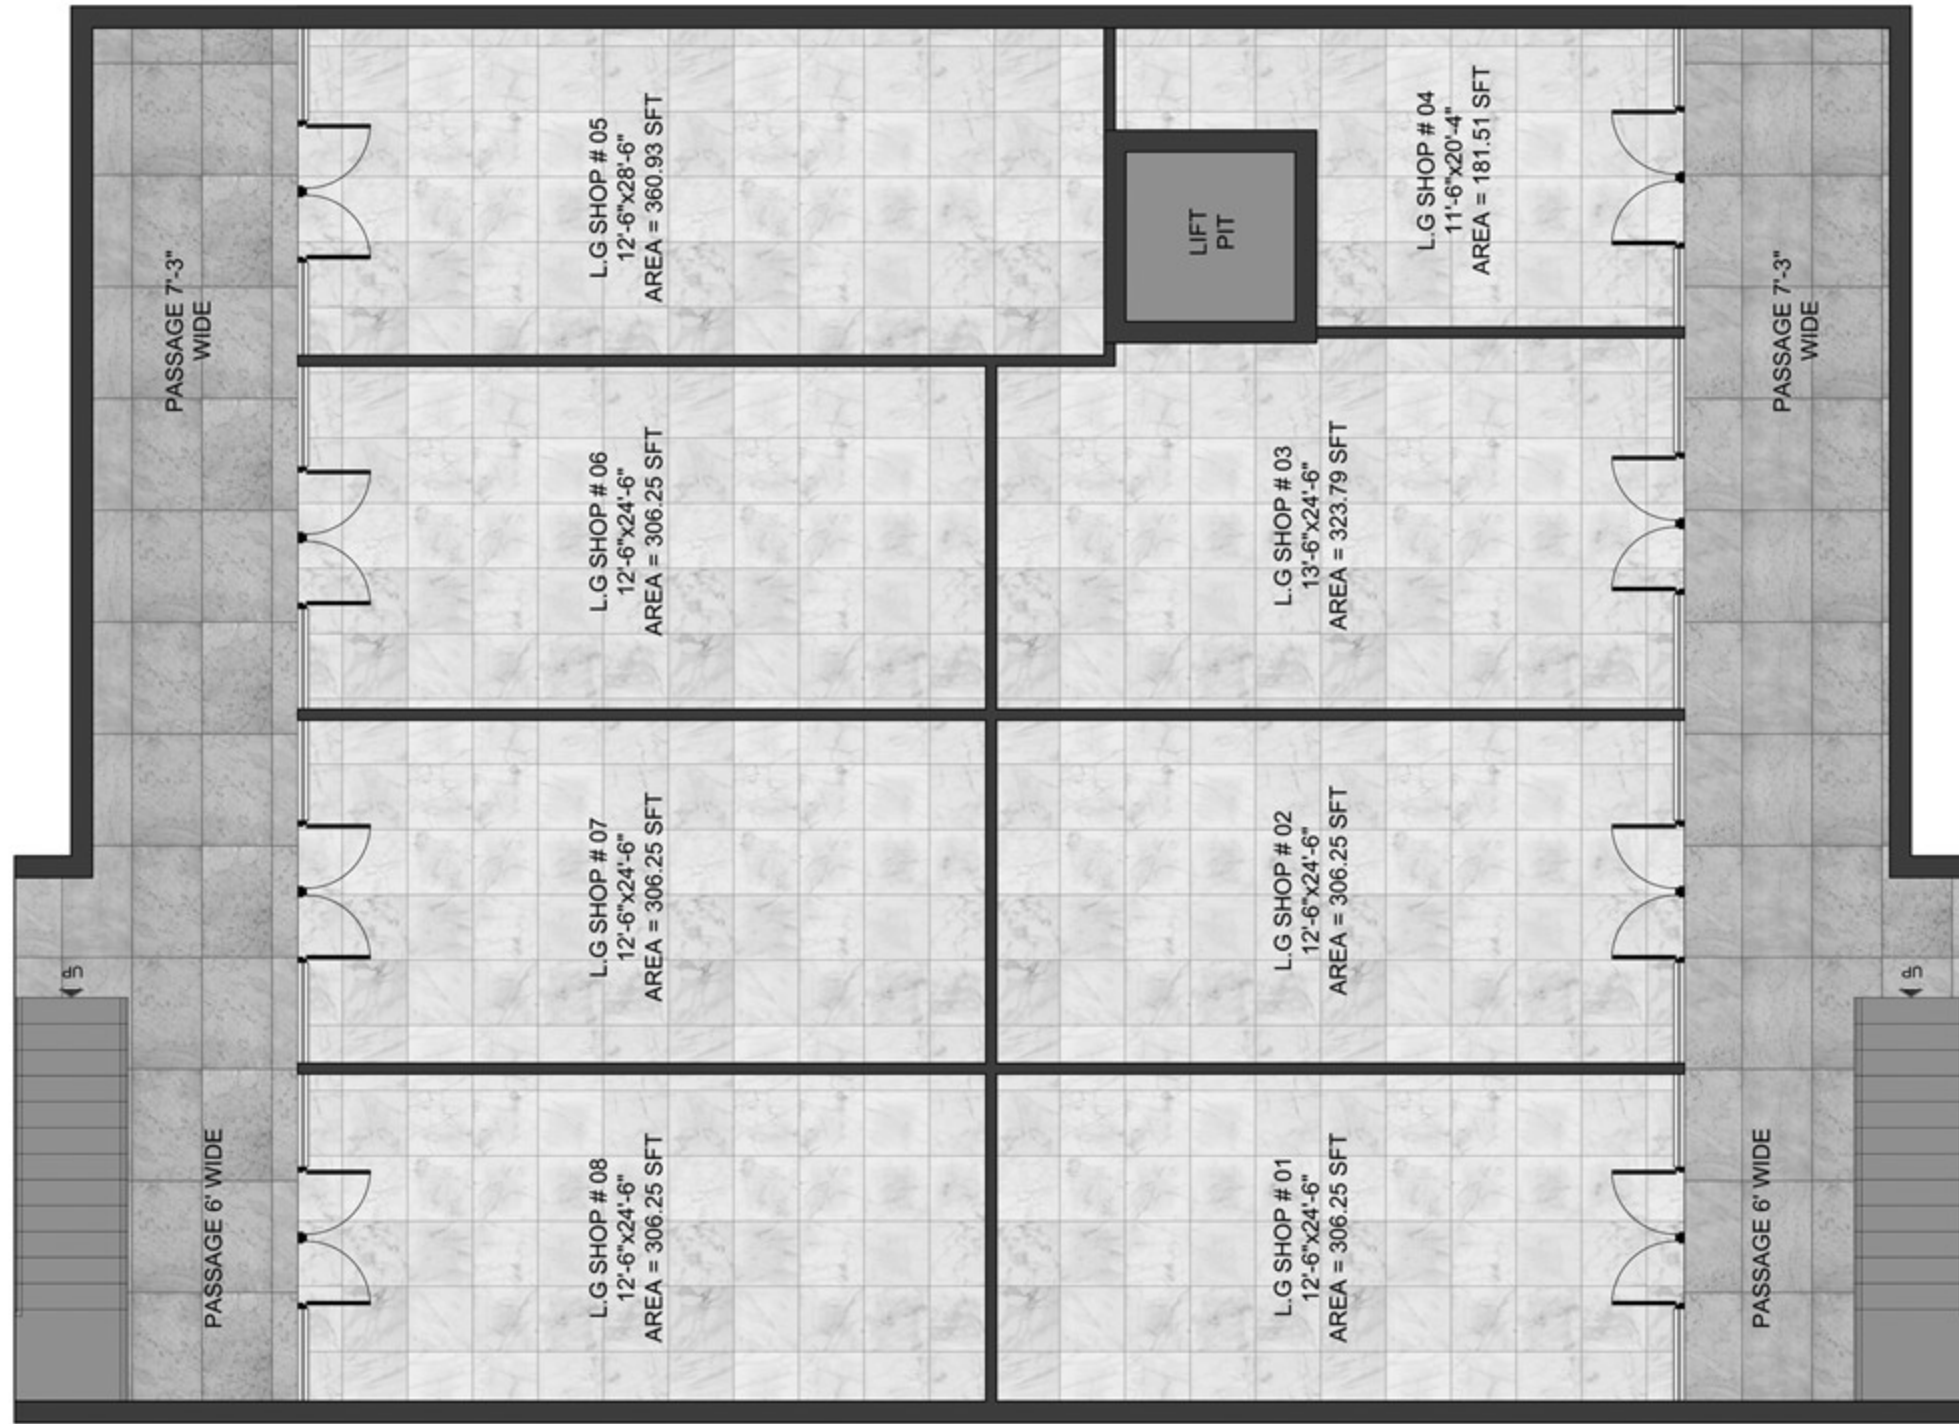 PASSAGE 7'-3"
WIDE
L.G SHOP # 05
12'-6"x28'-6"
AREA = 360.93 SFT
LIFT
PIT
L.G SHOP # 04
11'-6"x20'-4"
AREA = 181.51 SFT
PASSAGE 7'-3"
WIDE
L.G SHOP # 06
12'-6"x24'-6"
AREA = 306.25 SFT
L.G SHOP # 03
13'-6"x24'-6"
AREA = 323.79 SFT
UP
L.G SHOP # 07
12'-6"x24'-6"
AREA = 306.25 SFT
L.G SHOP # 02
12'-6"x24'-6"
AREA = 306.25 SFT
UP
PASSAGE 6' WIDE
L.G SHOP # 08
12'-6"x24'-6"
AREA = 306.25 SFT
L.G SHOP # 01
12'-6"x24'-6"
AREA = 306.25 SFT
PASSAGE 6' WIDE